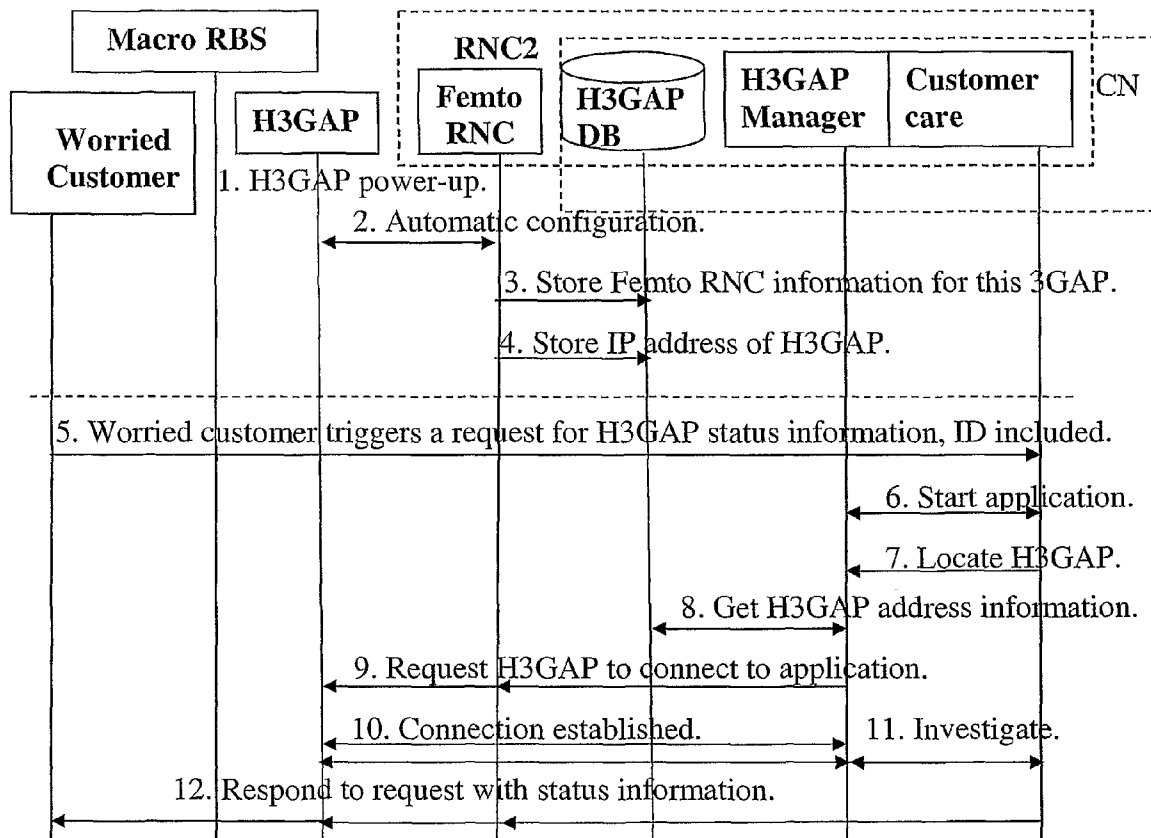 Macro RBS
RNC2
Worried
Customer
H3GAP
Femto
RNC
H3GAP
DB
H3GAP
Manager
Customer
care
CN
1. H3GAP power-up.
2. Automatic configuration.
3. Store Femto RNC information for this 3GAP.
4. Store IP address of H3GAP.
5. Worried customer triggers a request for H3GAP status information, ID included.
6. Start application.
7. Locate H3GAP.
8. Get H3GAP address information.
9. Request H3GAP to connect to application.
10. Connection established.
11. Investigate.
12. Respond to request with status information.